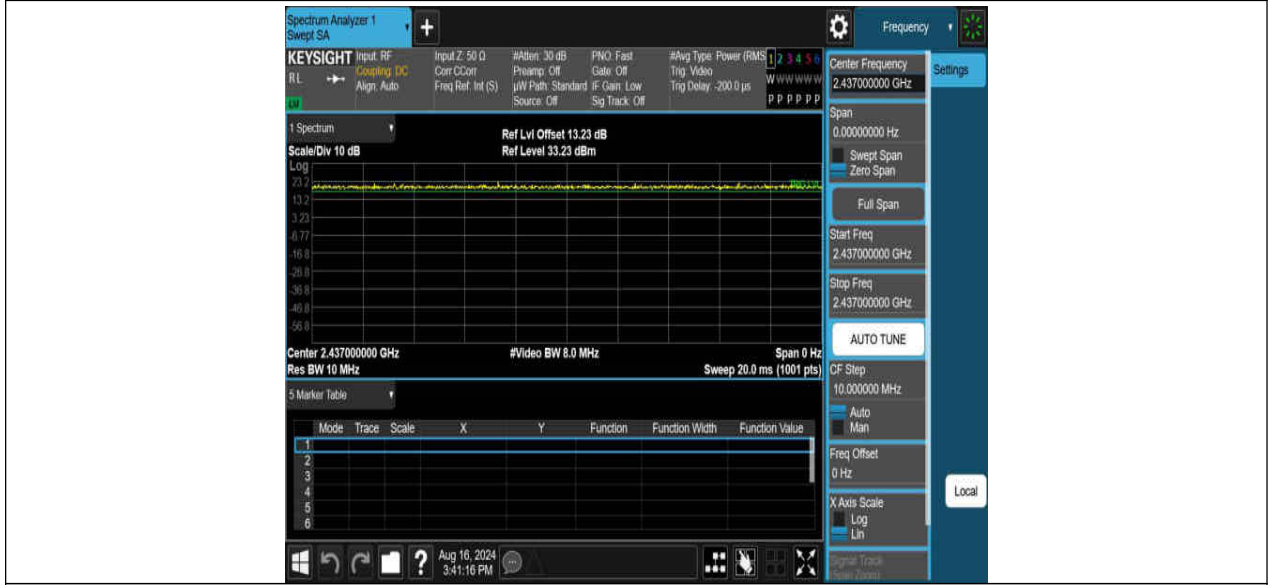 Spectrum Analyzer 1
Swept SA
+
Frequency
KEYSIGHT
RL
Input: RF
Coupling: DC
Align: Auto
Input Z: 50 Ω
Corr CCorr
Freq Ref: Int (S)
#Atten: 30 dB
Preamp: Off
µW Path: Standard
Source: Off
PNO: Fast
Gate: Off
IF Gain: Low
Sig Track: Off
#Avg Type: Power (RMS
Trig: Video
Trig Delay: -200.0 µs
1 2 3 4 5 6
W W W W W W
P P P P P P
1 Spectrum
Scale/Div 10 dB
Ref Lvl Offset 13.23 dB
Ref Level 33.23 dBm
Log
23.2
13.2
3.23
-6.77
-16.8
-26.8
-36.8
-46.8
-56.8
TRIG LVL
Center 2.437000000 GHz
#Video BW 8.0 MHz
Span 0 Hz
Res BW 10 MHz
Sweep 20.0 ms (1001 pts)
5 Marker Table
Mode Trace Scale X Y Function Function Width Function Value
1
2
3
4
5
6
Aug 16, 2024
3:41:16 PM
Center Frequency
2.437000000 GHz
Settings
Span
0.00000000 Hz
Swept Span
Zero Span
Full Span
Start Freq
2.437000000 GHz
Stop Freq
2.437000000 GHz
AUTO TUNE
CF Step
10.000000 MHz
Auto
Man
Freq Offset
0 Hz
X Axis Scale
Log
Lin
Signal Track
(Span Zoom)
Local